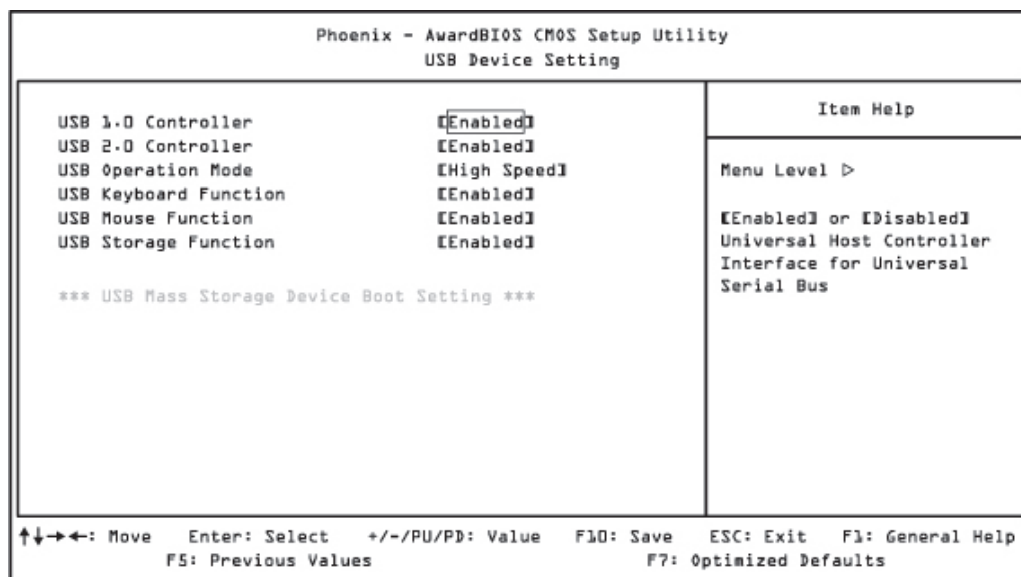 Phoenix - AwardBIOS CMOS Setup Utility
USB Device Setting
USB 1.0 Controller [Enabled]
USB 2.0 Controller [Enabled]
USB Operation Mode [High Speed]
USB Keyboard Function [Enabled]
USB Mouse Function [Enabled]
USB Storage Function [Enabled]
*** USB Mass Storage Device Boot Setting ***
Item Help
Menu Level ▷
[Enabled] or [Disabled]
Universal Host Controller
Interface for Universal
Serial Bus
↑↓→←: Move Enter: Select +/-/PU/PD: Value F10: Save ESC: Exit F1: General Help
F5: Previous Values F7: Optimized Defaults